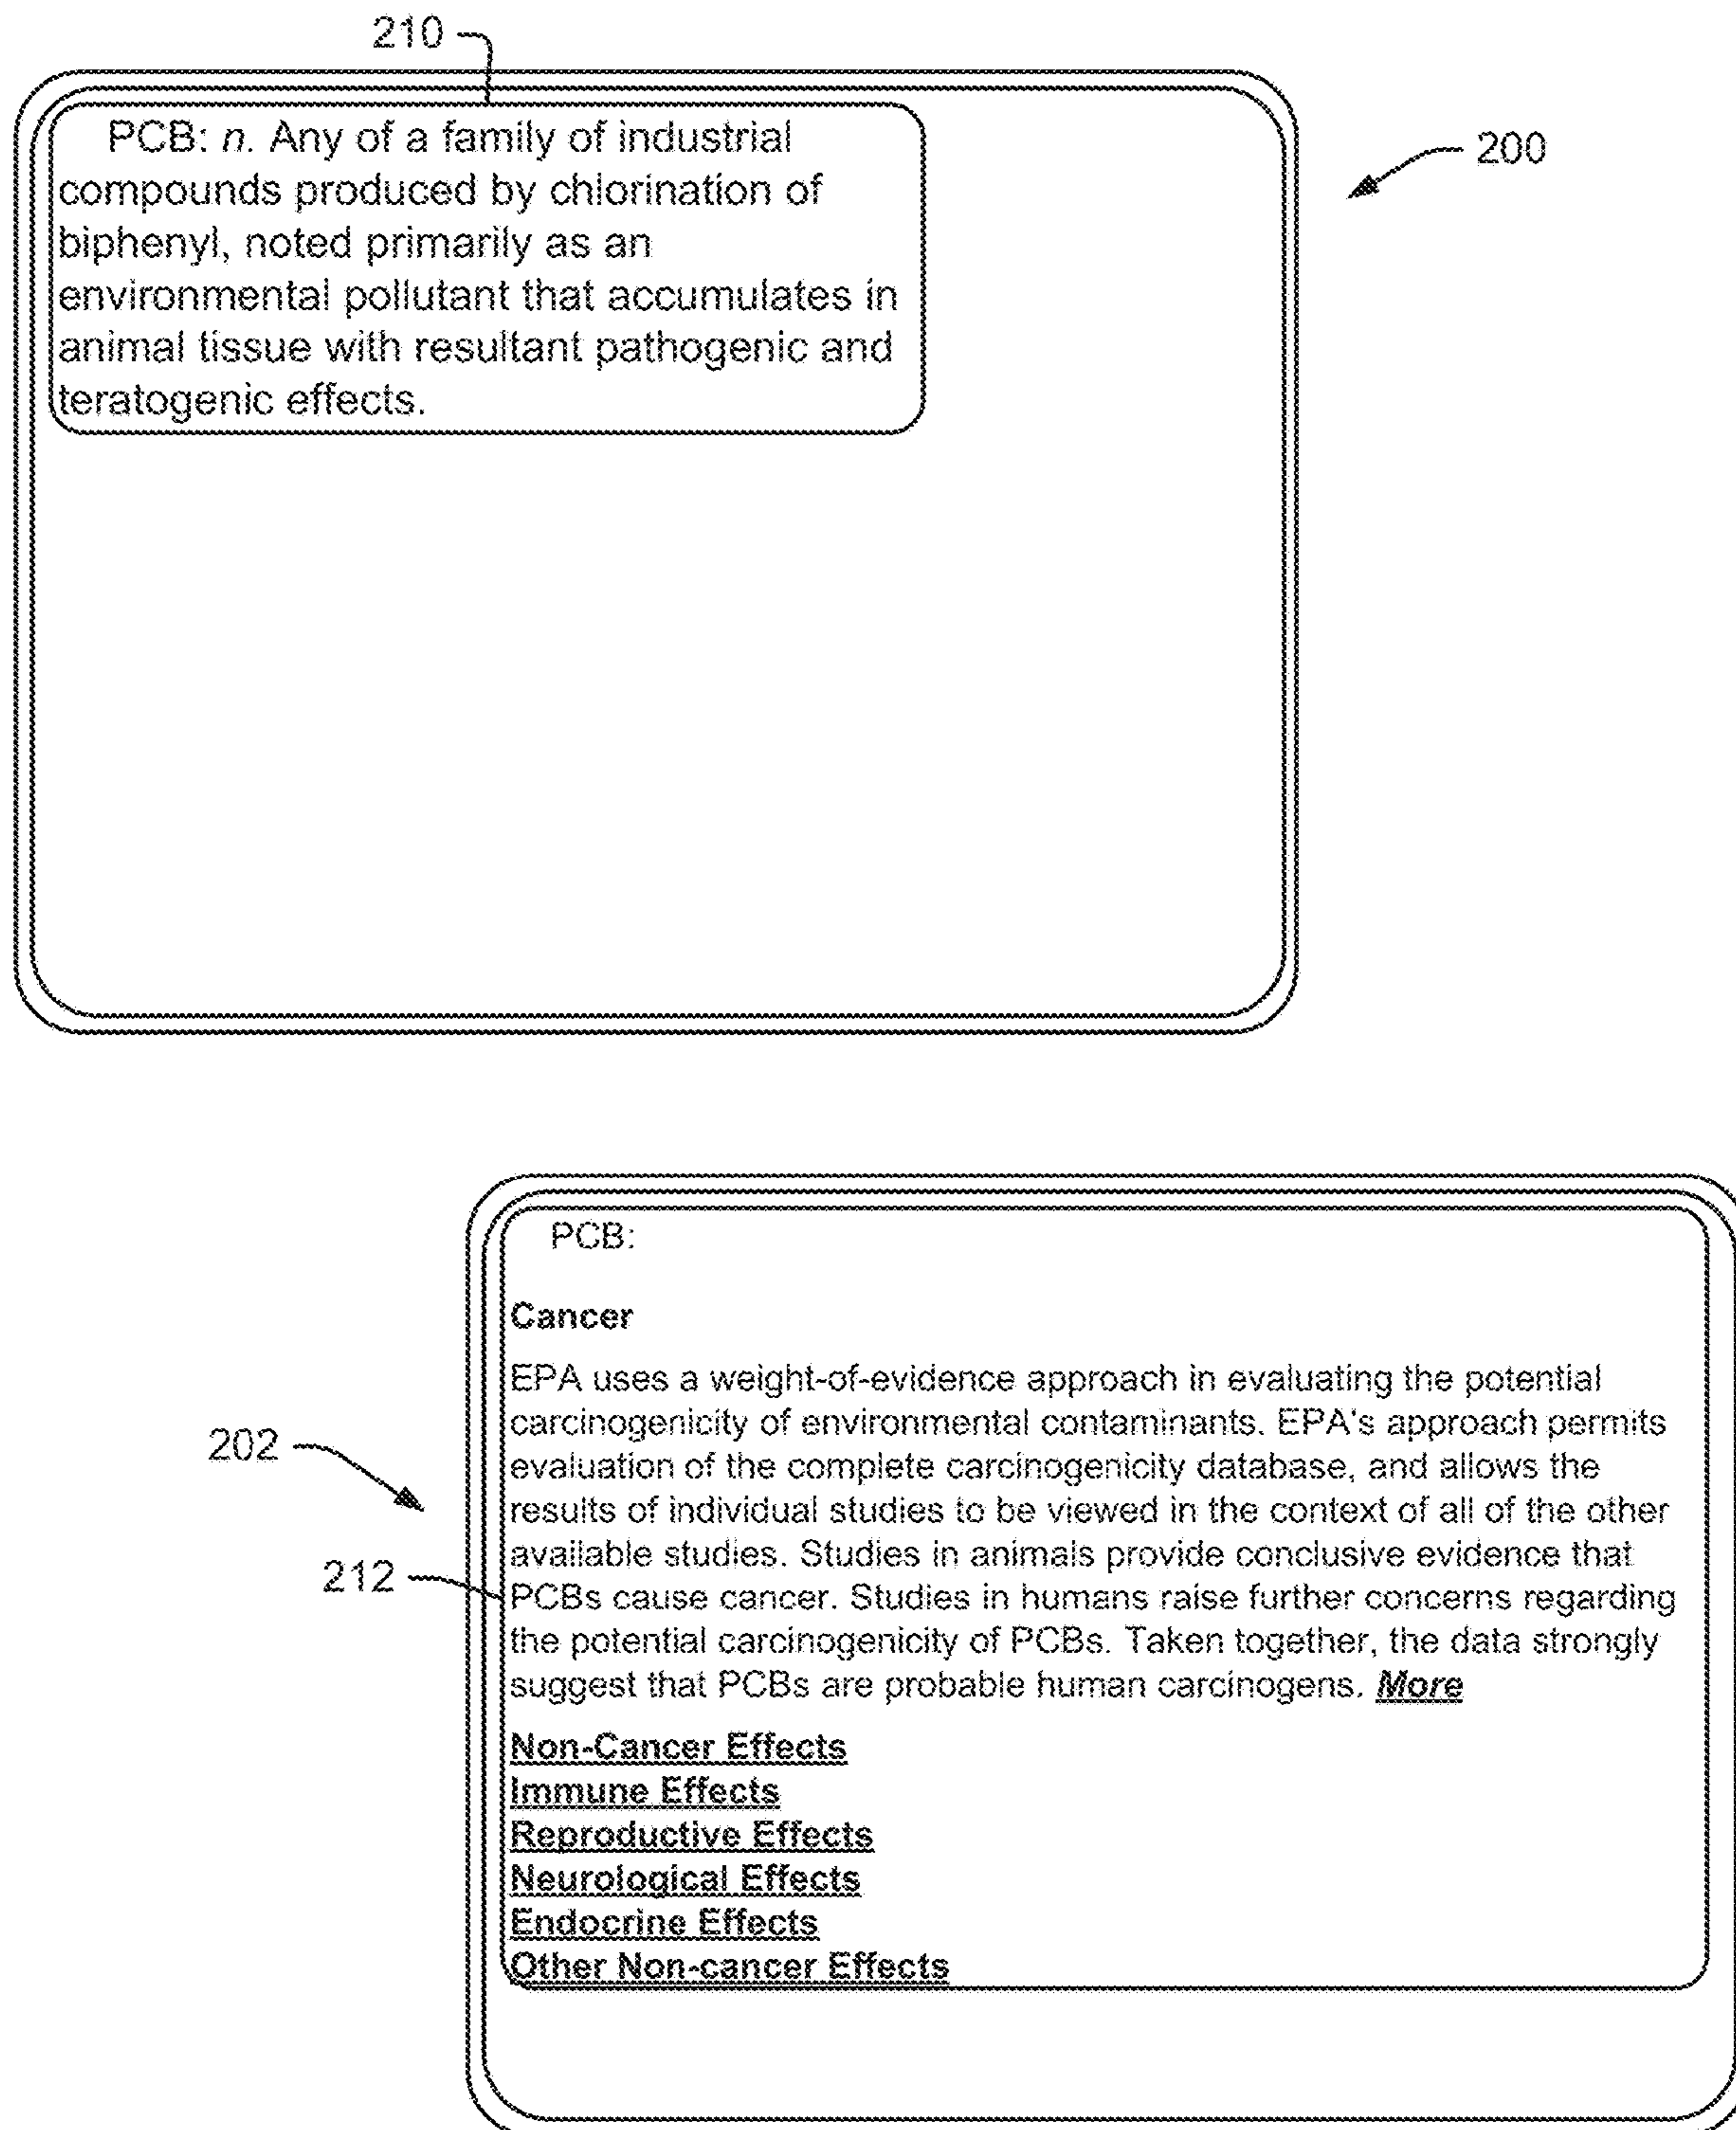 210
PCB: n. Any of a family of industrial
compounds produced by chlorination of
biphenyl, noted primarily as an
environmental pollutant that accumulates in
animal tissue with resultant pathogenic and
teratogenic effects.
200
PCB:
Cancer
EPA uses a weight-of-evidence approach in evaluating the potential
carcinogenicity of environmental contaminants. EPA's approach permits
evaluation of the complete carcinogenicity database, and allows the
results of individual studies to be viewed in the context of all of the other
available studies. Studies in animals provide conclusive evidence that
PCBs cause cancer. Studies in humans raise further concerns regarding
the potential carcinogenicity of PCBs. Taken together, the data strongly
suggest that PCBs are probable human carcinogens. More
Non-Cancer Effects
Immune Effects
Reproductive Effects
Neurological Effects
Endocrine Effects
Other Non-cancer Effects
202
212